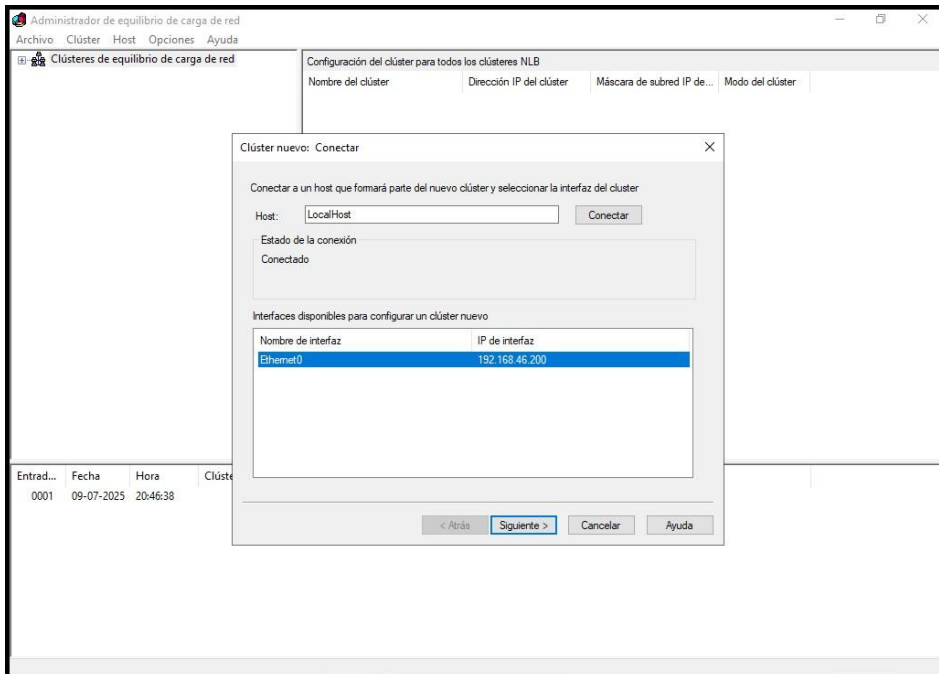 Administrador de equilibrio de carga de red
Archivo Clúster Host Opciones Ayuda
Clústeres de equilibrio de carga de red
Configuración del clúster para todos los clústeres NLB
Nombre del clúster Dirección IP del clúster Máscara de subred IP de... Modo del clúster
Clúster nuevo: Conectar
Conectar a un host que formará parte del nuevo clúster y seleccionar la interfaz del cluster
Host: LocalHost Conectar
Estado de la conexión
Conectado
Interfaces disponibles para configurar un clúster nuevo
Nombre de interfaz IP de interfaz
Ethernet0 192.168.46.200
< Atrás Siguiente > Cancelar Ayuda
Entrad... Fecha Hora Clúste
0001 09-07-2025 20:46:38